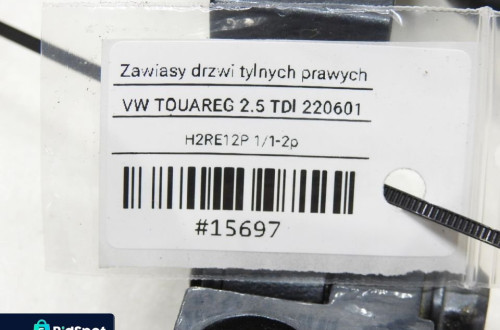 Zawiasy drzwi tylnych prawych
VW TOUAREG 2.5 TDI 220601
H2RE12P 1/1-2p
#15697